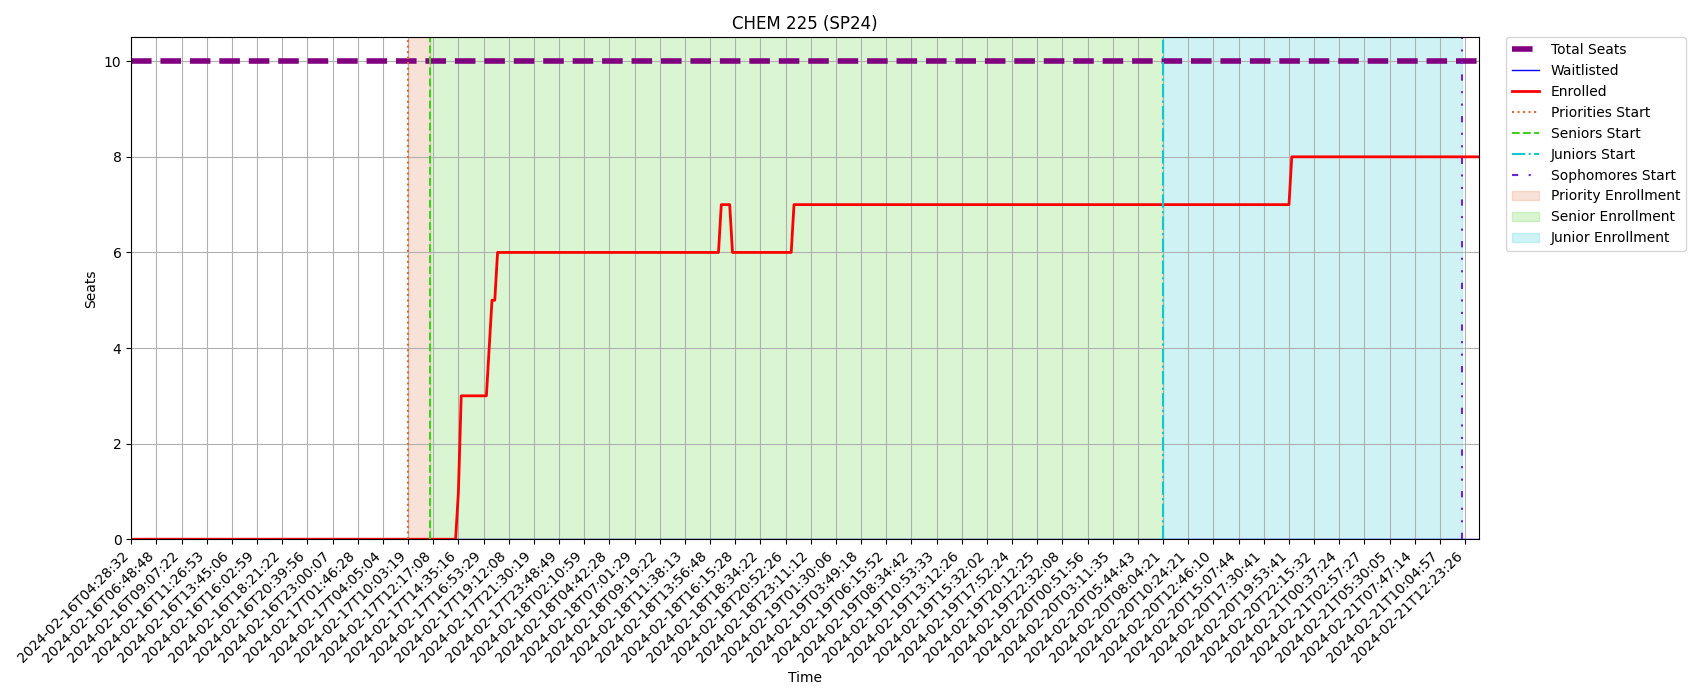 CHEM 225 (SP24)
Total Seats
Waitlisted
Enrolled
Priorities Start
Seniors Start
Juniors Start
Sophomores Start
Priority Enrollment
Senior Enrollment
Junior Enrollment
Seats
10
8
6
4
2
0
2024-02-16T04:28:32
2024-02-16T06:48:48
2024-02-16T09:07:22
2024-02-16T11:26:53
2024-02-16T13:45:06
2024-02-16T16:02:59
2024-02-16T18:21:22
2024-02-16T20:39:56
2024-02-16T23:00:07
2024-02-17T01:46:28
2024-02-17T04:05:04
2024-02-17T10:03:19
2024-02-17T12:17:08
2024-02-17T14:35:16
2024-02-17T16:53:29
2024-02-17T19:12:08
2024-02-17T21:30:19
2024-02-17T23:48:49
2024-02-18T02:10:59
2024-02-18T04:42:28
2024-02-18T07:01:29
2024-02-18T09:19:22
2024-02-18T11:38:13
2024-02-18T13:56:48
2024-02-18T16:15:28
2024-02-18T18:34:22
2024-02-18T20:52:26
2024-02-18T23:11:12
2024-02-19T01:30:06
2024-02-19T03:49:18
2024-02-19T06:15:52
2024-02-19T08:34:42
2024-02-19T10:53:33
2024-02-19T13:12:26
2024-02-19T15:32:02
2024-02-19T17:52:24
2024-02-19T20:12:25
2024-02-19T22:32:08
2024-02-20T00:51:56
2024-02-20T03:11:35
2024-02-20T05:44:43
2024-02-20T08:04:21
2024-02-20T10:24:21
2024-02-20T12:46:10
2024-02-20T15:07:44
2024-02-20T17:30:41
2024-02-20T19:53:41
2024-02-20T22:15:32
2024-02-21T00:37:24
2024-02-21T02:57:27
2024-02-21T05:30:05
2024-02-21T07:47:14
2024-02-21T10:04:57
2024-02-21T12:23:26
Time